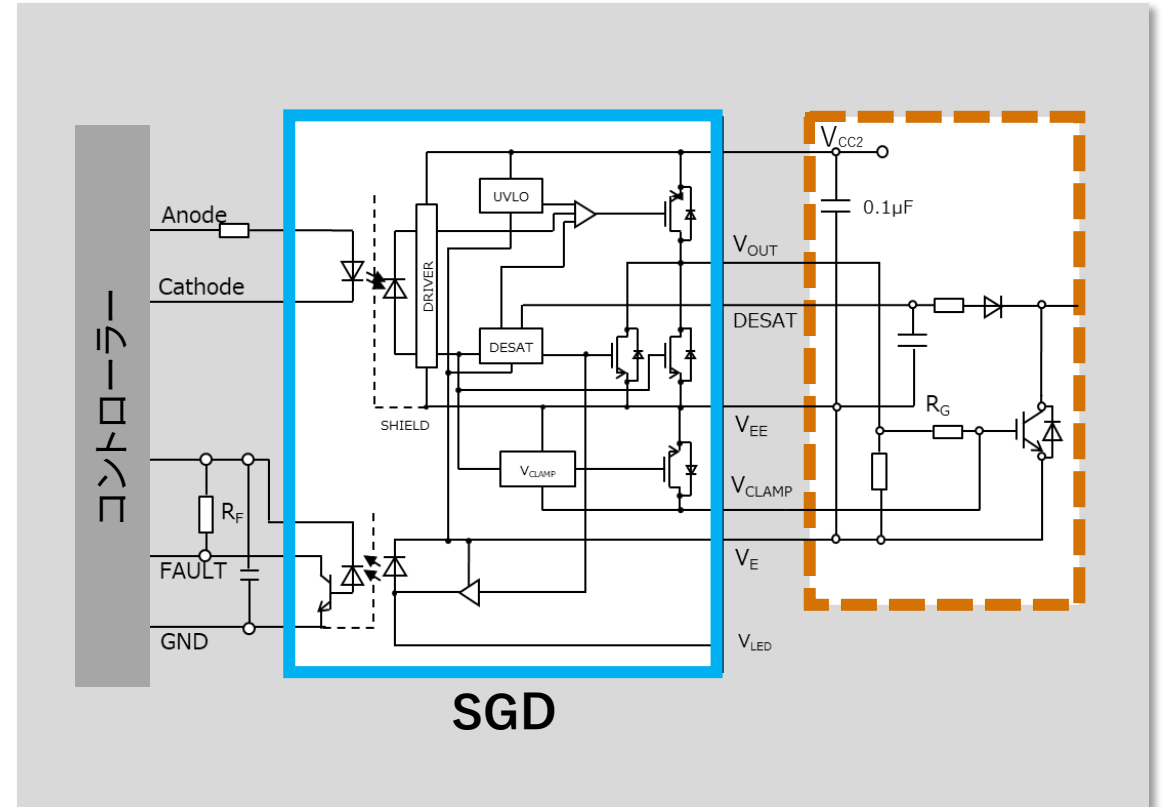 コントローラー
Anode
Cathode
R_F
FAULT
GND
UVLO
DRIVER
DESAT
SHIELD
V_CLAMP
SGD
V_OUT
DESAT
V_EE
V_CLAMP
V_E
V_LED
V_CC2
0.1μF
R_G